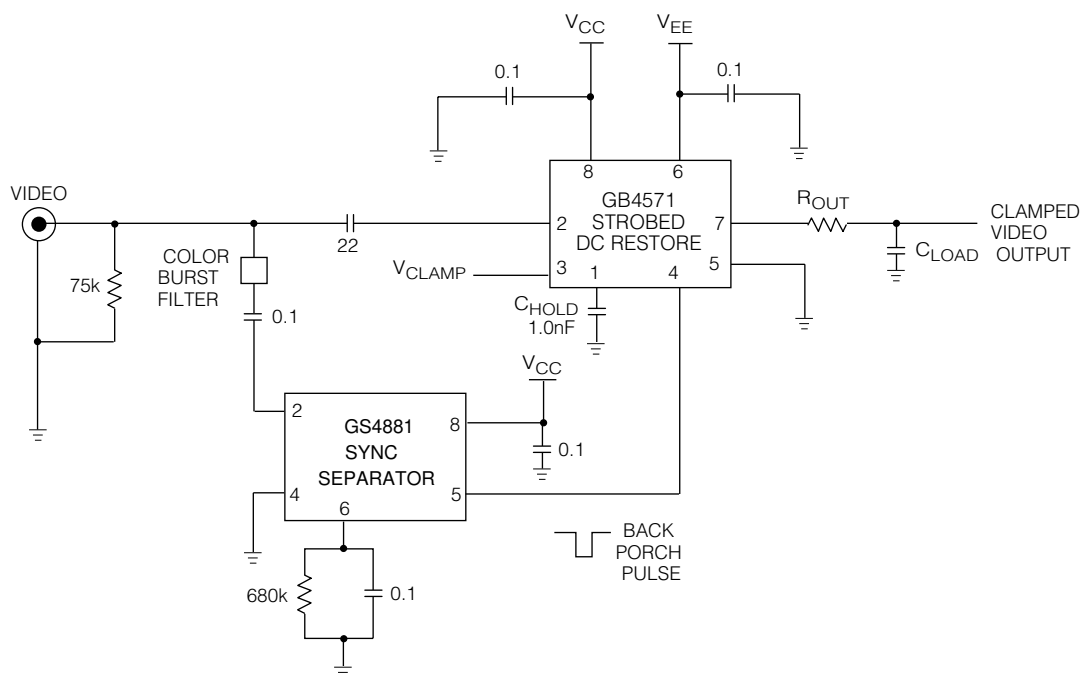 VCC
VEE
0.1
0.1
8
6
VIDEO
GB4571
STROBED
DC RESTORE
2
7
ROUT
CLAMPED
VIDEO
OUTPUT
22
COLOR
BURST
FILTER
75k
VCLAMP
3
1
4
5
CLOAD
0.1
CHOLD
1.0nF
VCC
2
GS4881
SYNC
SEPARATOR
8
0.1
4
6
5
BACK
PORCH
PULSE
680k
0.1